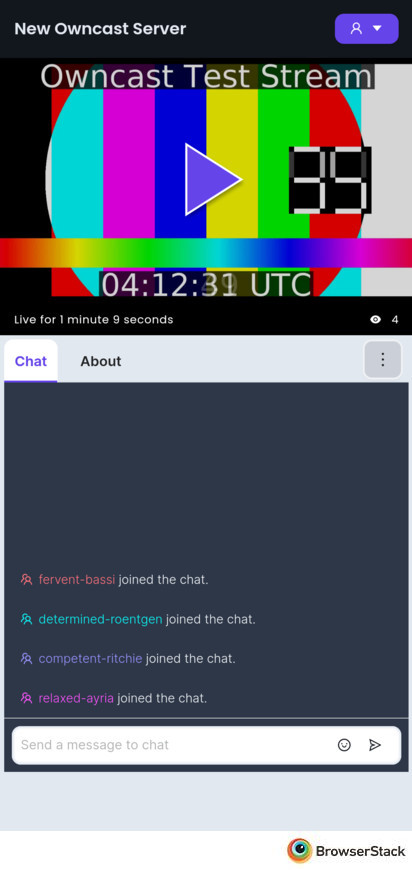 New Owncast Server
Owncast Test Stream
04:12:31 UTC
Live for 1 minute 9 seconds
4
Chat
About
fervent-bassi joined the chat.
determined-roentgen joined the chat.
competent-ritchie joined the chat.
relaxed-ayria joined the chat.
Send a message to chat
BrowserStack